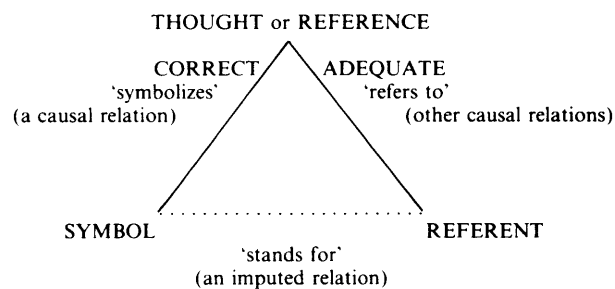 THOUGHT or REFERENCE
CORRECT ADEQUATE
‘symbolizes’ ‘refers to’
(a causal relation) (other causal relations)
SYMBOL REFERENT
‘stands for’
(an imputed relation)